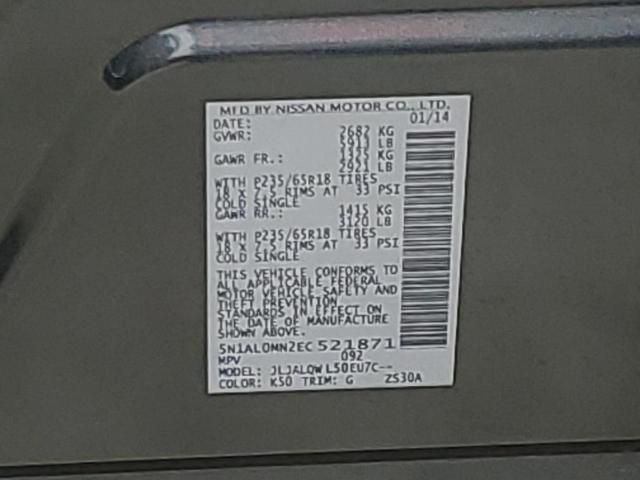 MFD BY NISSAN MOTOR CO., LTD.
DATE: 01/14
GVWR: 2682 KG
5913 LB
GAWR FR.: 1325 KG
2921 LB
WITH P235/65R18 TIRES
18 X 7.5 RIMS AT 33 PSI
COLD SINGLE
GAWR RR.: 1415 KG
3120 LB
WITH P235/65R18 TIRES
18 X 7.5 RIMS AT 33 PSI
COLD SINGLE
THIS VEHICLE CONFORMS TO
ALL APPLICABLE FEDERAL
MOTOR VEHICLE SAFETY AND
THEFT PREVENTION
STANDARDS IN EFFECT ON
THE DATE OF MANUFACTURE
SHOWN ABOVE.
5N1AL0MN2EC521871
MPV 092
MODEL: JLJALQWL50EU7C--
COLOR: K50 TRIM: G ZS30A